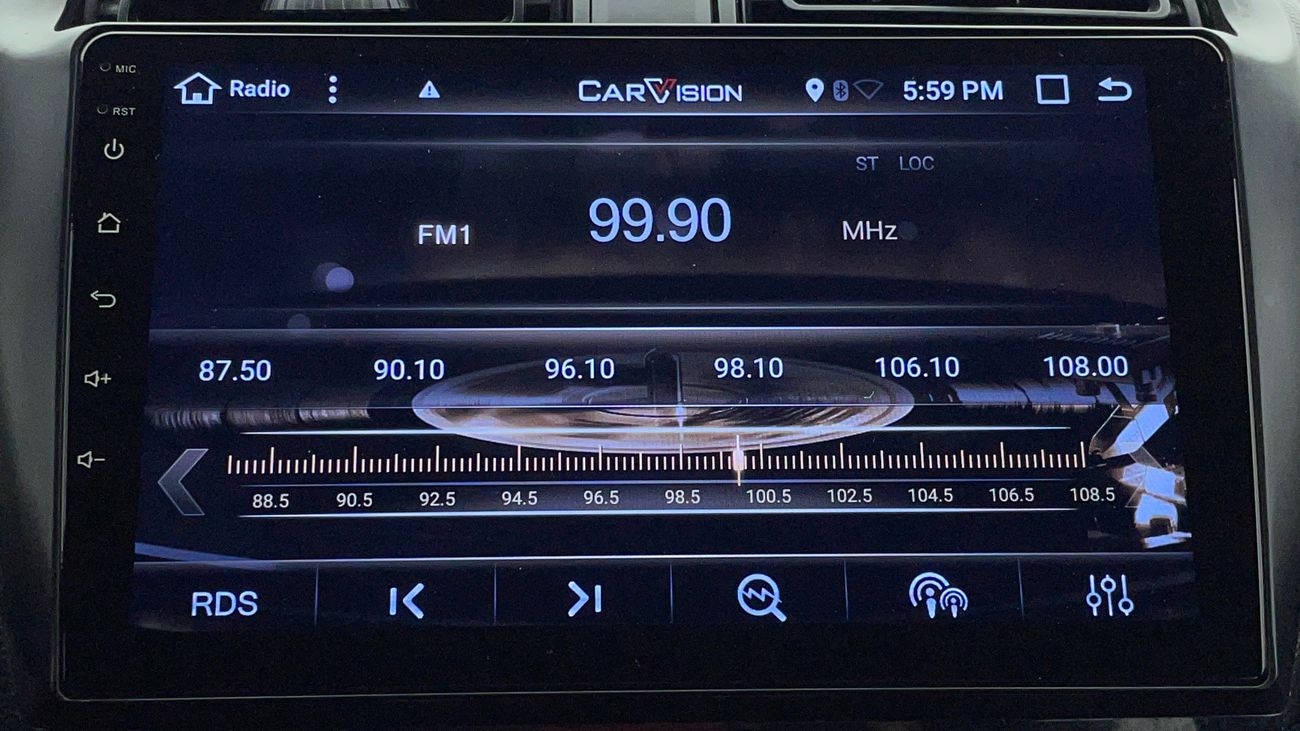 MIC
Radio CARVISION 5:59 PM
RST
ST LOC
FM1 99.90 MHz
87.50 90.10 96.10 98.10 106.10 108.00
88.5 90.5 92.5 94.5 96.5 98.5 100.5 102.5 104.5 106.5 108.5
RDS